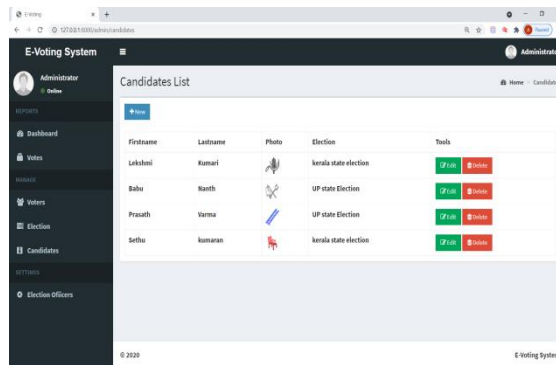 E-Voting
127.0.0.1:8000/admin/candidates
Paused
E-Voting System
Administrator
Administrator
Online
Candidates List
Home
Candidates
REPORTS
New
Dashboard
Votes
MANAGE
Voters
Election
Candidates
SETTINGS
Election Officers
Firstname Lastname Photo Election Tools
Lekshmi Kumari kerala state election Edit Delete
Babu Nanth UP state Election Edit Delete
Prasath Varma UP state Election Edit Delete
Sethu kumaran kerala state election Edit Delete
© 2020
E-Voting System